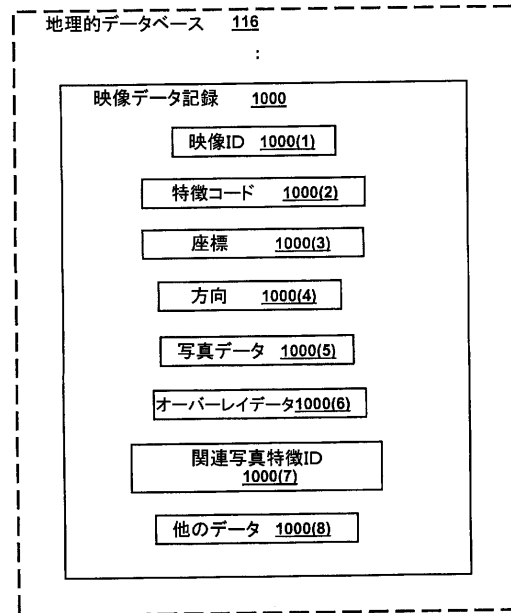 地理的データベース 116
:
映像データ記録 1000
映像ID 1000(1)
特徴コード 1000(2)
座標 1000(3)
方向 1000(4)
写真データ 1000(5)
オーバーレイデータ1000(6)
関連写真特徴ID
1000(7)
他のデータ 1000(8)